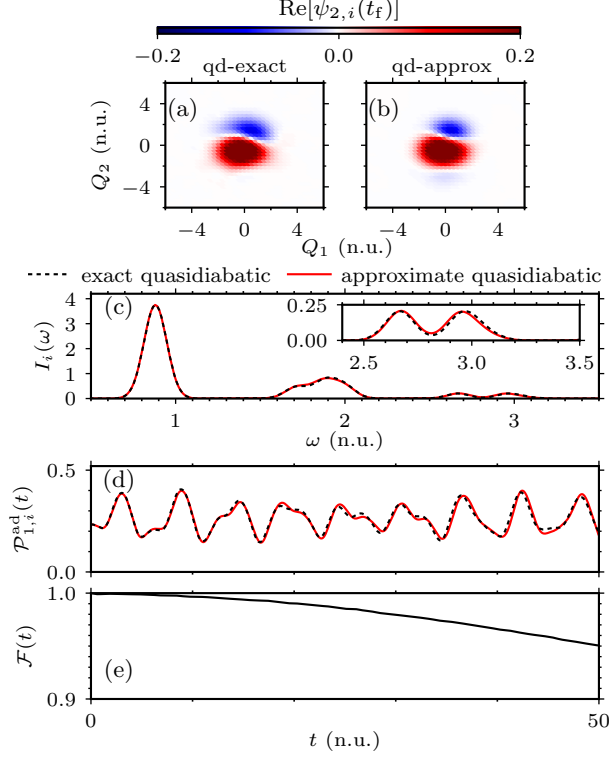 Re[ψ2,i(tf)]
−0.2 0.0 0.2
qd-exact qd-approx
(a) (b)
4
0
−4
Q2 (n.u.)
−4 0 4 −4 0 4
Q1 (n.u.)
exact quasidiabatic approximate quasidiabatic
(c)
4
3
2
1
0
Ii(ω)
0.25
0.00
2.5 3.0 3.5
1 2 3
ω (n.u.)
(d)
0.5
0.0
𝒫ad1,i(t)
1.0
0.9
ℱ(t)
(e)
0 50
t (n.u.)